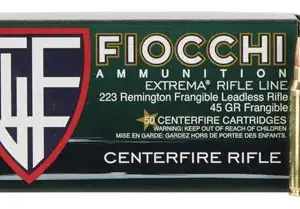 FIOCCHI
AMMUNITION
EXTREMA® RIFLE LINE
223 Remington Frangible Leadless Rifle
45 GR Frangible
50 CENTERFIRE CARTRIDGES
WARNING: KEEP OUT OF REACH OF CHILDREN
MISE EN GARDE: GARDEZ HORS DE PORTEE DES ENFANTS.
CENTERFIRE RIFLE